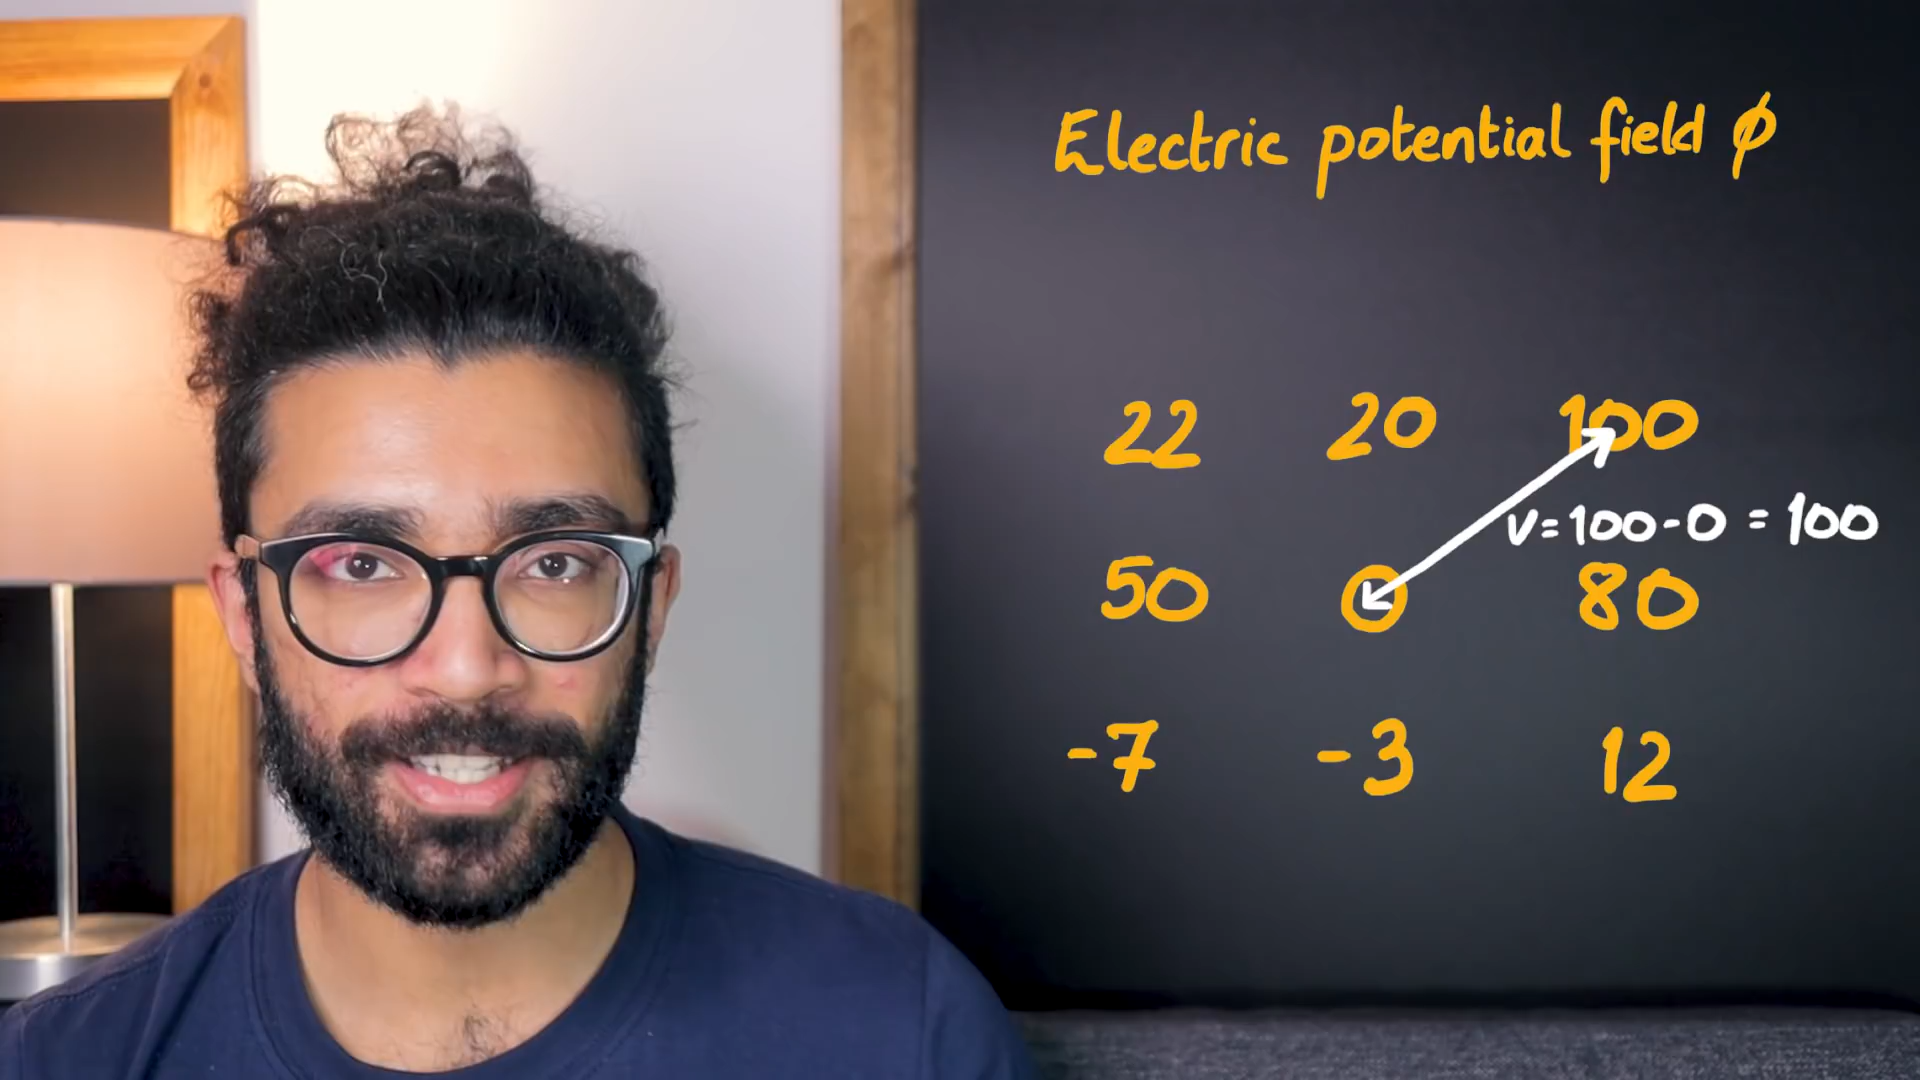 Electric potential field ϕ
22 20 100
V=100-0 = 100
50 0 80
-7 -3 12